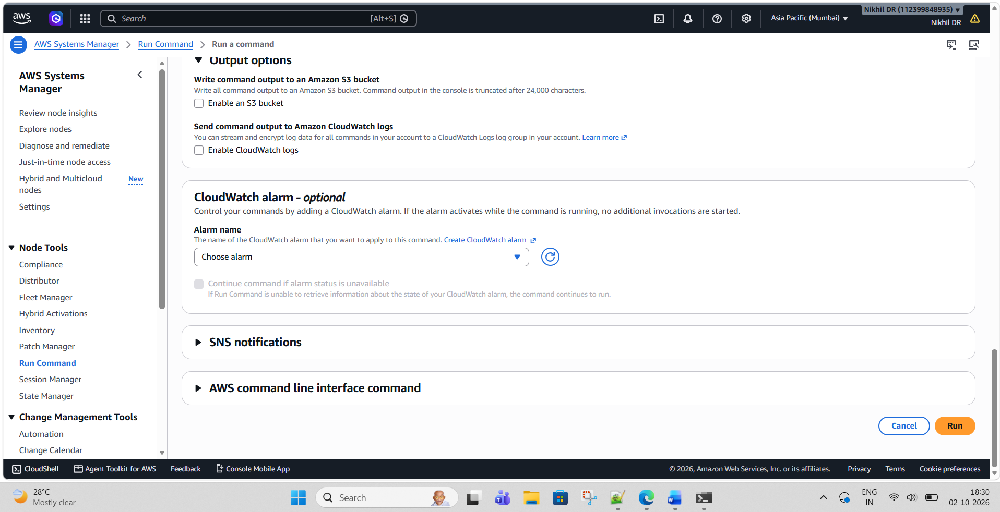 aws
Search [Alt+S]
Asia Pacific (Mumbai)
Nikhil DR (112399848935)
Nikhil DR
AWS Systems Manager
Run Command
Run a command
AWS Systems
Manager
Review node insights
Explore nodes
Diagnose and remediate
Just-in-time node access
Hybrid and Multicloud
nodes
New
Settings
Node Tools
Compliance
Distributor
Fleet Manager
Hybrid Activations
Inventory
Patch Manager
Run Command
Session Manager
State Manager
Change Management Tools
Automation
Change Calendar
Output options
Write command output to an Amazon S3 bucket
Write all command output to an Amazon S3 bucket. Command output in the console is truncated after 24,000 characters.
Enable an S3 bucket
Send command output to Amazon CloudWatch logs
You can stream and encrypt log data for all commands in your account to a CloudWatch Logs log group in your account. Learn more
Enable CloudWatch logs
CloudWatch alarm - optional
Control your commands by adding a CloudWatch alarm. If the alarm activates while the command is running, no additional invocations are started.
Alarm name
The name of the CloudWatch alarm that you want to apply to this command. Create CloudWatch alarm
Choose alarm
Continue command if alarm status is unavailable
If Run Command is unable to retrieve information about the state of your CloudWatch alarm, the command continues to run.
SNS notifications
AWS command line interface command
Cancel
Run
CloudShell
Agent Toolkit for AWS
Feedback
Console Mobile App
© 2026, Amazon Web Services, Inc. or its affiliates.
Privacy
Terms
Cookie preferences
28°C
Mostly clear
Search
ENG
IN
18:30
02-10-2026